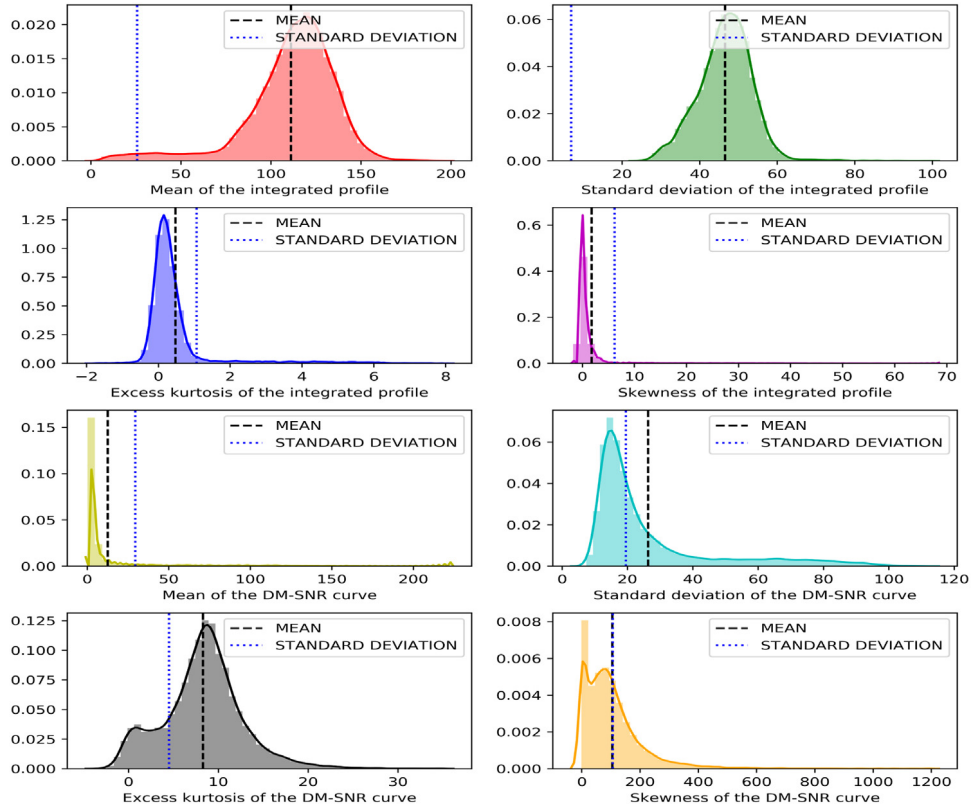 0.020
0.015
0.010
0.005
0.000
MEAN
STANDARD DEVIATION
0 50 100 150 200
Mean of the integrated profile
0.06
0.04
0.02
0.00
MEAN
STANDARD DEVIATION
20 40 60 80 100
Standard deviation of the integrated profile
1.25
1.00
0.75
0.50
0.25
0.00
MEAN
STANDARD DEVIATION
−2 0 2 4 6 8
Excess kurtosis of the integrated profile
0.6
0.4
0.2
0.0
MEAN
STANDARD DEVIATION
0 10 20 30 40 50 60 70
Skewness of the integrated profile
0.15
0.10
0.05
0.00
MEAN
STANDARD DEVIATION
0 50 100 150 200
Mean of the DM-SNR curve
0.06
0.04
0.02
0.00
MEAN
STANDARD DEVIATION
0 20 40 60 80 100 120
Standard deviation of the DM-SNR curve
0.125
0.100
0.075
0.050
0.025
0.000
MEAN
STANDARD DEVIATION
0 10 20 30
Excess kurtosis of the DM-SNR curve
0.008
0.006
0.004
0.002
0.000
MEAN
STANDARD DEVIATION
0 200 400 600 800 1000 1200
Skewness of the DM-SNR curve